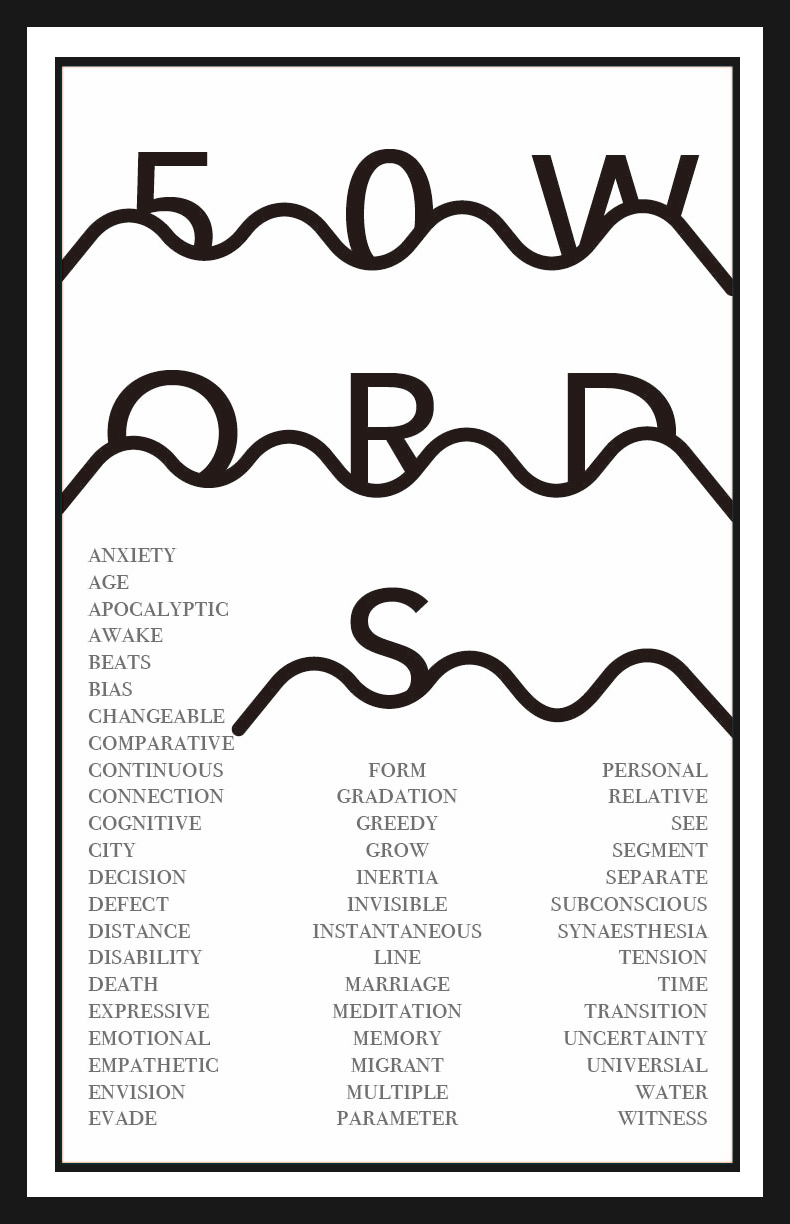 50W
ORD
S
ANXIETY
AGE
APOCALYPTIC
AWAKE
BEATS
BIAS
CHANGEABLE
COMPARATIVE
CONTINUOUS
CONNECTION
COGNITIVE
CITY
DECISION
DEFECT
DISTANCE
DISABILITY
DEATH
EXPRESSIVE
EMOTIONAL
EMPATHETIC
ENVISION
EVADE
FORM
GRADATION
GREEDY
GROW
INERTIA
INVISIBLE
INSTANTANEOUS
LINE
MARRIAGE
MEDITATION
MEMORY
MIGRANT
MULTIPLE
PARAMETER
PERSONAL
RELATIVE
SEE
SEGMENT
SEPARATE
SUBCONSCIOUS
SYNAESTHESIA
TENSION
TIME
TRANSITION
UNCERTAINTY
UNIVERSIAL
WATER
WITNESS